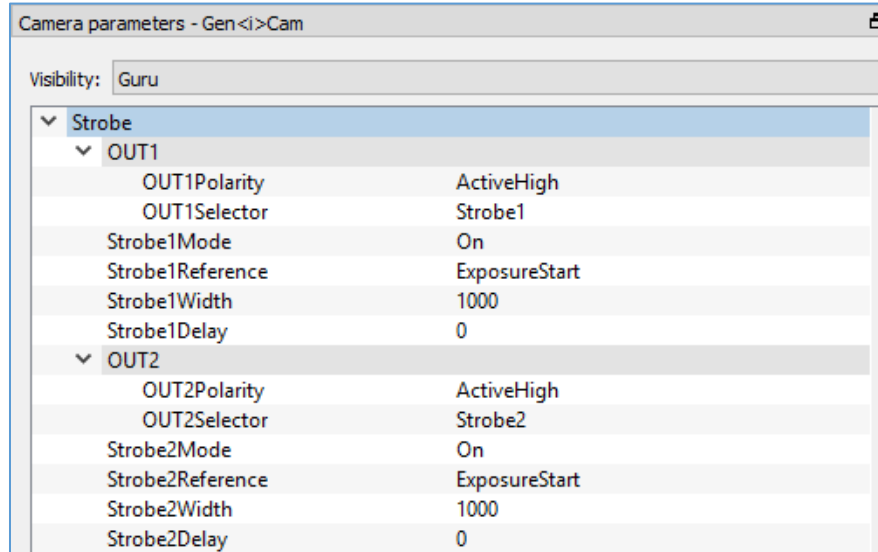 Camera parameters - Gen<i>Cam
Visibility: Guru
Strobe
OUT1
OUT1Polarity ActiveHigh
OUT1Selector Strobe1
Strobe1Mode On
Strobe1Reference ExposureStart
Strobe1Width 1000
Strobe1Delay 0
OUT2
OUT2Polarity ActiveHigh
OUT2Selector Strobe2
Strobe2Mode On
Strobe2Reference ExposureStart
Strobe2Width 1000
Strobe2Delay 0